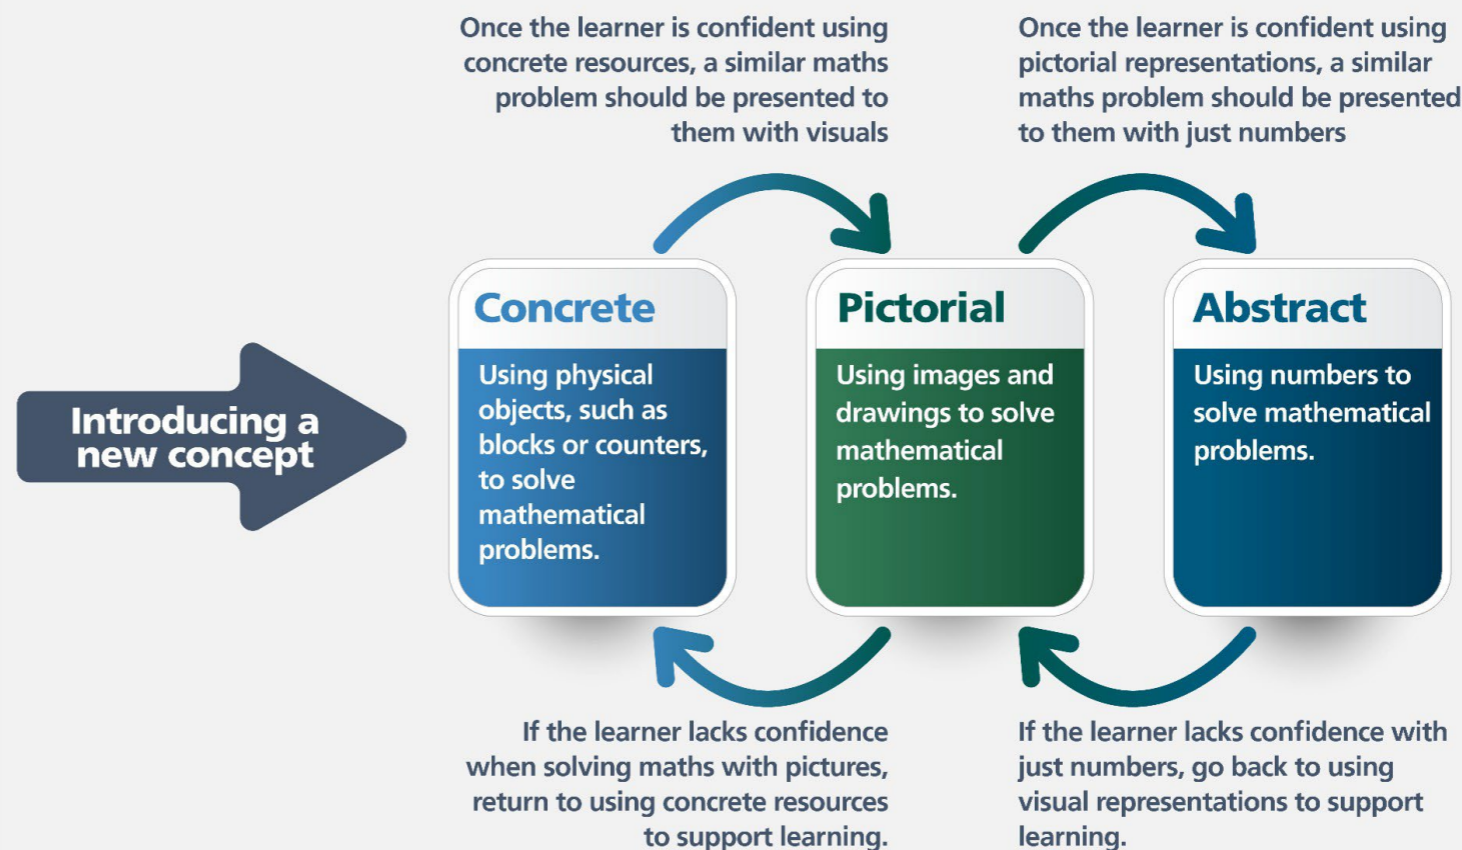 Once the learner is confident using
concrete resources, a similar maths
problem should be presented to
them with visuals
Once the learner is confident using
pictorial representations, a similar
maths problem should be presented
to them with just numbers
Introducing a
new concept
Concrete
Using physical
objects, such as
blocks or counters,
to solve
mathematical
problems.
Pictorial
Using images and
drawings to solve
mathematical
problems.
Abstract
Using numbers to
solve mathematical
problems.
If the learner lacks confidence
when solving maths with pictures,
return to using concrete resources
to support learning.
If the learner lacks confidence with
just numbers, go back to using
visual representations to support
learning.